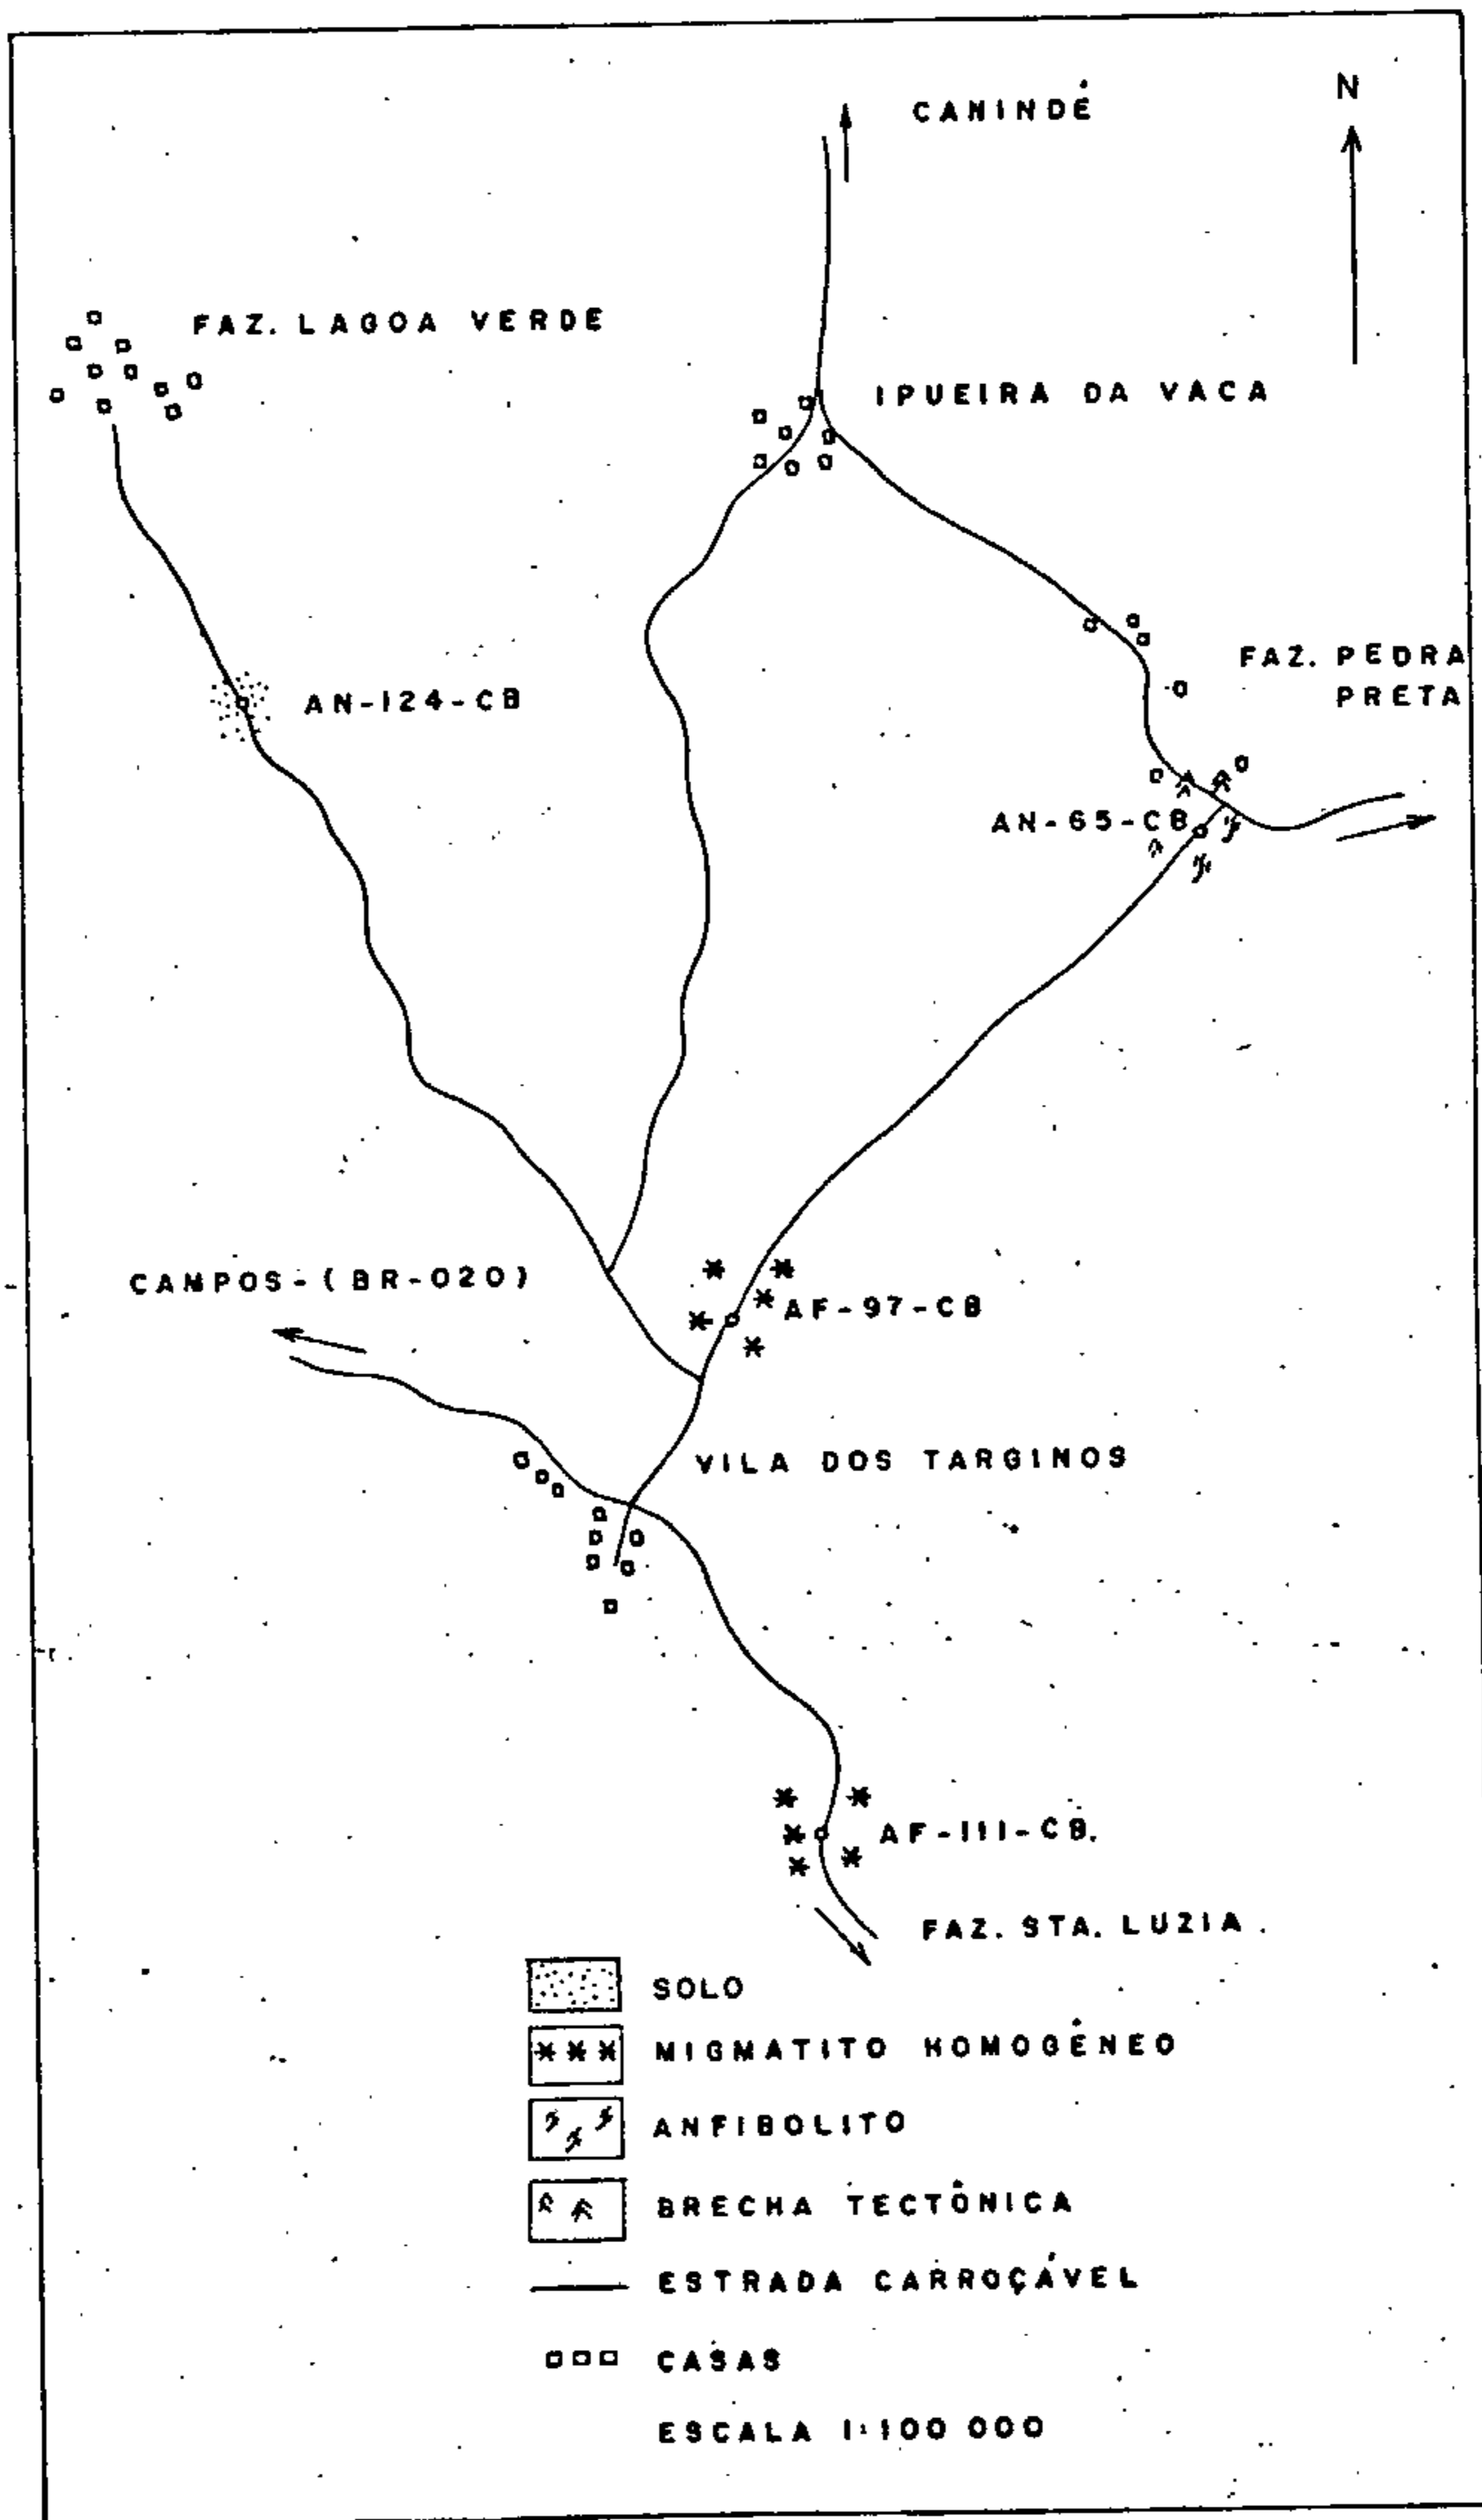 CANINDÉ
N
FAZ. LAGOA VERDE
IPUEIRA DA VACA
FAZ. PEDRA
PRETA
AN-124-CB
AN-65-CB
CAMPOS-(BR-020)
AF-97-CB
VILA DOS TARGINOS
AF-111-CB.
FAZ. STA. LUZIA.
SOLO
MIGMATITO HOMOGÊNEO
ANFIBOLITO
BRECHA TECTÔNICA
ESTRADA CARROÇÁVEL
CASAS
ESCALA 1:100 000